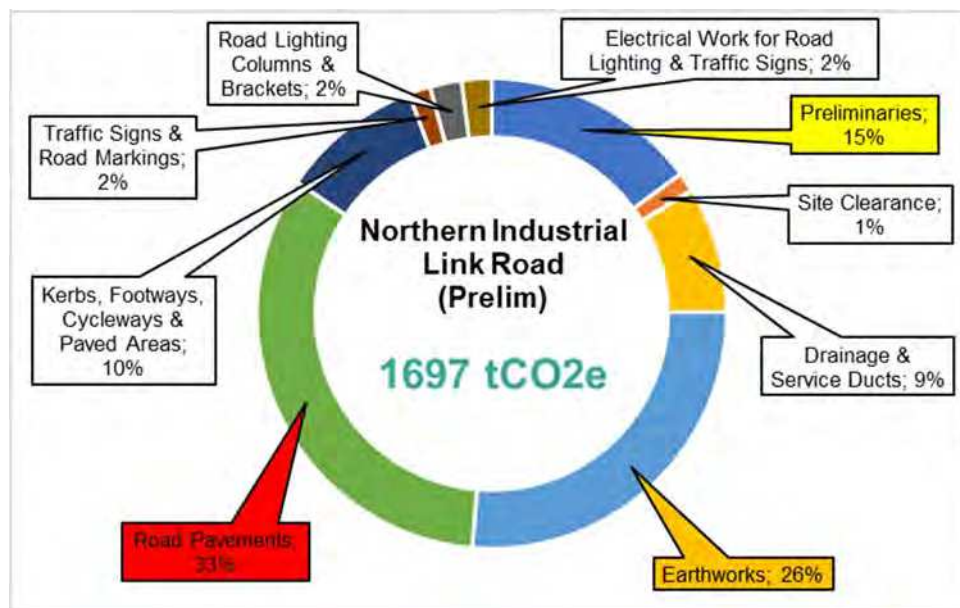 Road Lighting
Columns &
Brackets; 2%
Electrical Work for Road
Lighting & Traffic Signs; 2%
Traffic Signs &
Road Markings;
2%
Preliminaries;
15%
Site Clearance;
1%
Northern Industrial
Link Road
(Prelim)
1697 tCO2e
Kerbs, Footways,
Cycleways &
Paved Areas;
10%
Drainage &
Service Ducts; 9%
Road Pavements;
33%
Earthworks; 26%